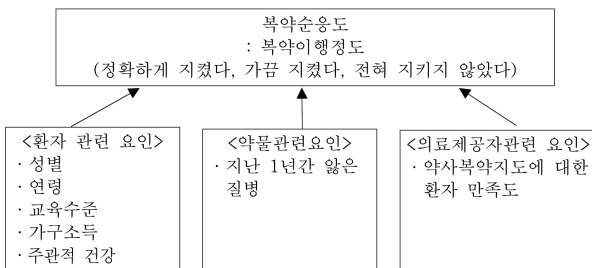 복약순응도
: 복약이행정도
(정확하게 지켰다, 가끔 지켰다, 전혀 지키지 않았다)
<환자 관련 요인>
· 성별
· 연령
· 교육수준
· 가구소득
· 주관적 건강
<약물관련요인>
· 지난 1년간 앓은
질병
<의료제공자관련 요인>
· 약사복약지도에 대한
환자 만족도